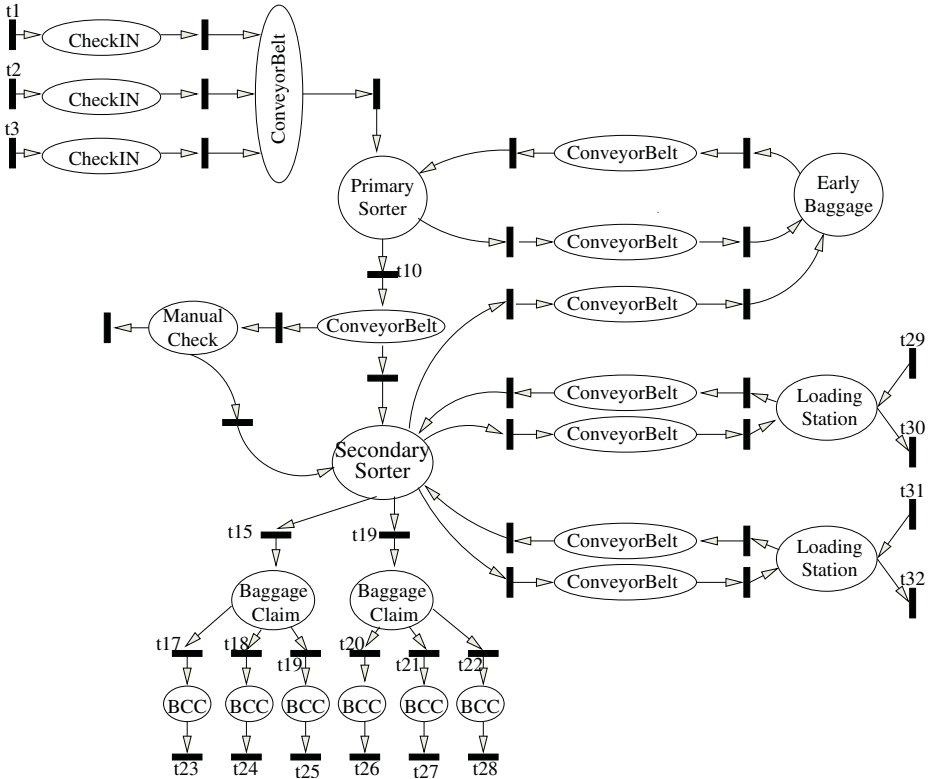 t1
CheckIN
ConveyorBelt
t2
CheckIN
t3
CheckIN
ConveyorBelt
Primary
Sorter
Early
Baggage
ConveyorBelt
t10
ConveyorBelt
Manual
Check
ConveyorBelt
t29
ConveyorBelt
Loading
Station
t30
ConveyorBelt
Secondary
Sorter
t31
t15
t19
ConveyorBelt
Loading
Station
ConveyorBelt
t32
Baggage
Claim
Baggage
Claim
t17
t18
t19
t20
t21
t22
BCC
BCC
BCC
BCC
BCC
BCC
t23
t24
t25
t26
t27
t28